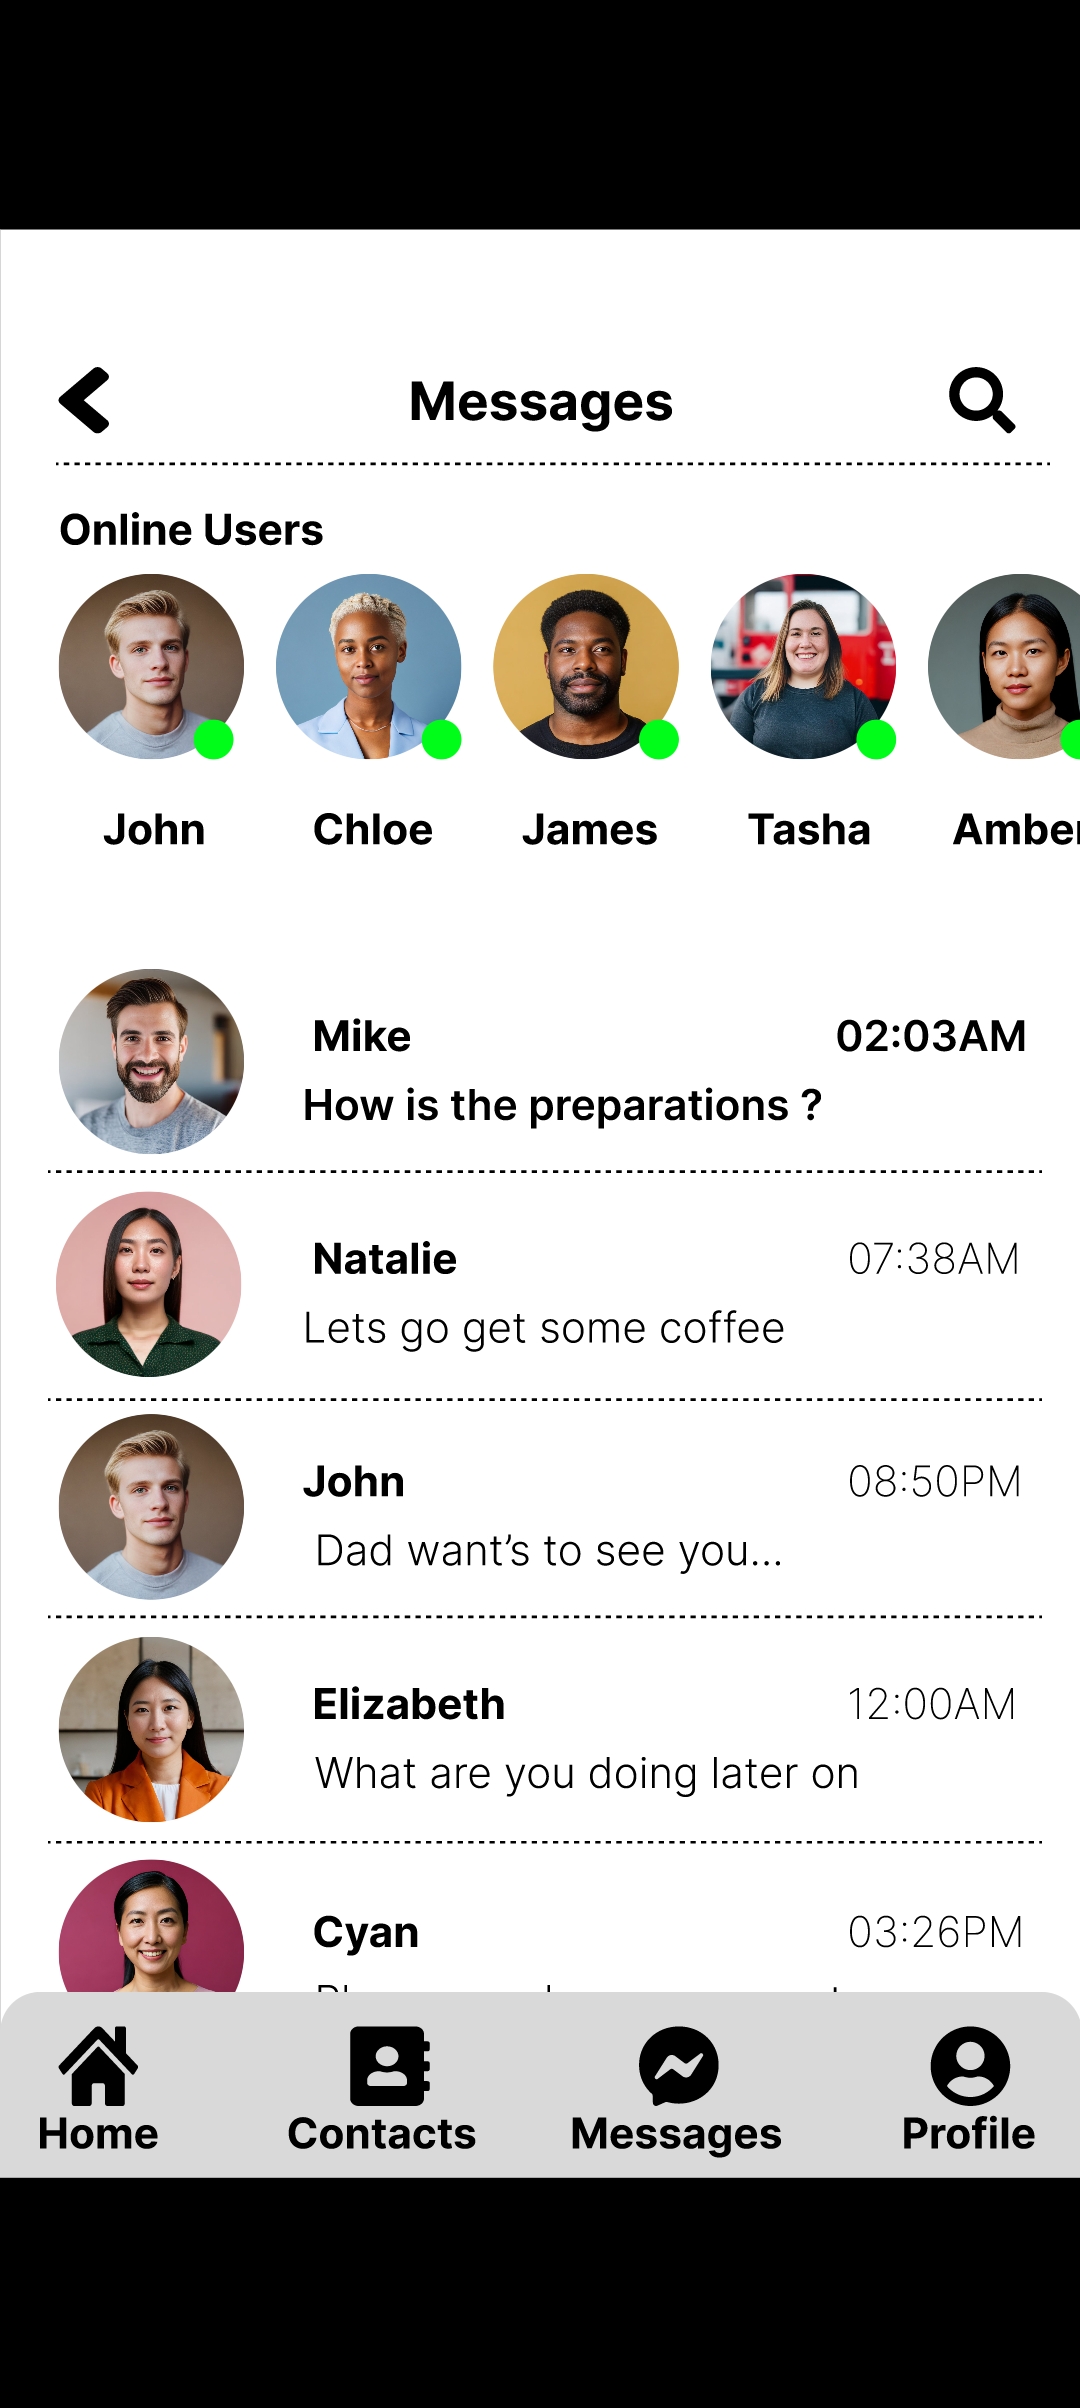 Messages
Online Users
John Chloe James Tasha Amber
Mike 02:03AM
How is the preparations ?
Natalie 07:38AM
Lets go get some coffee
John 08:50PM
Dad want’s to see you...
Elizabeth 12:00AM
What are you doing later on
Cyan 03:26PM
Home Contacts Messages Profile